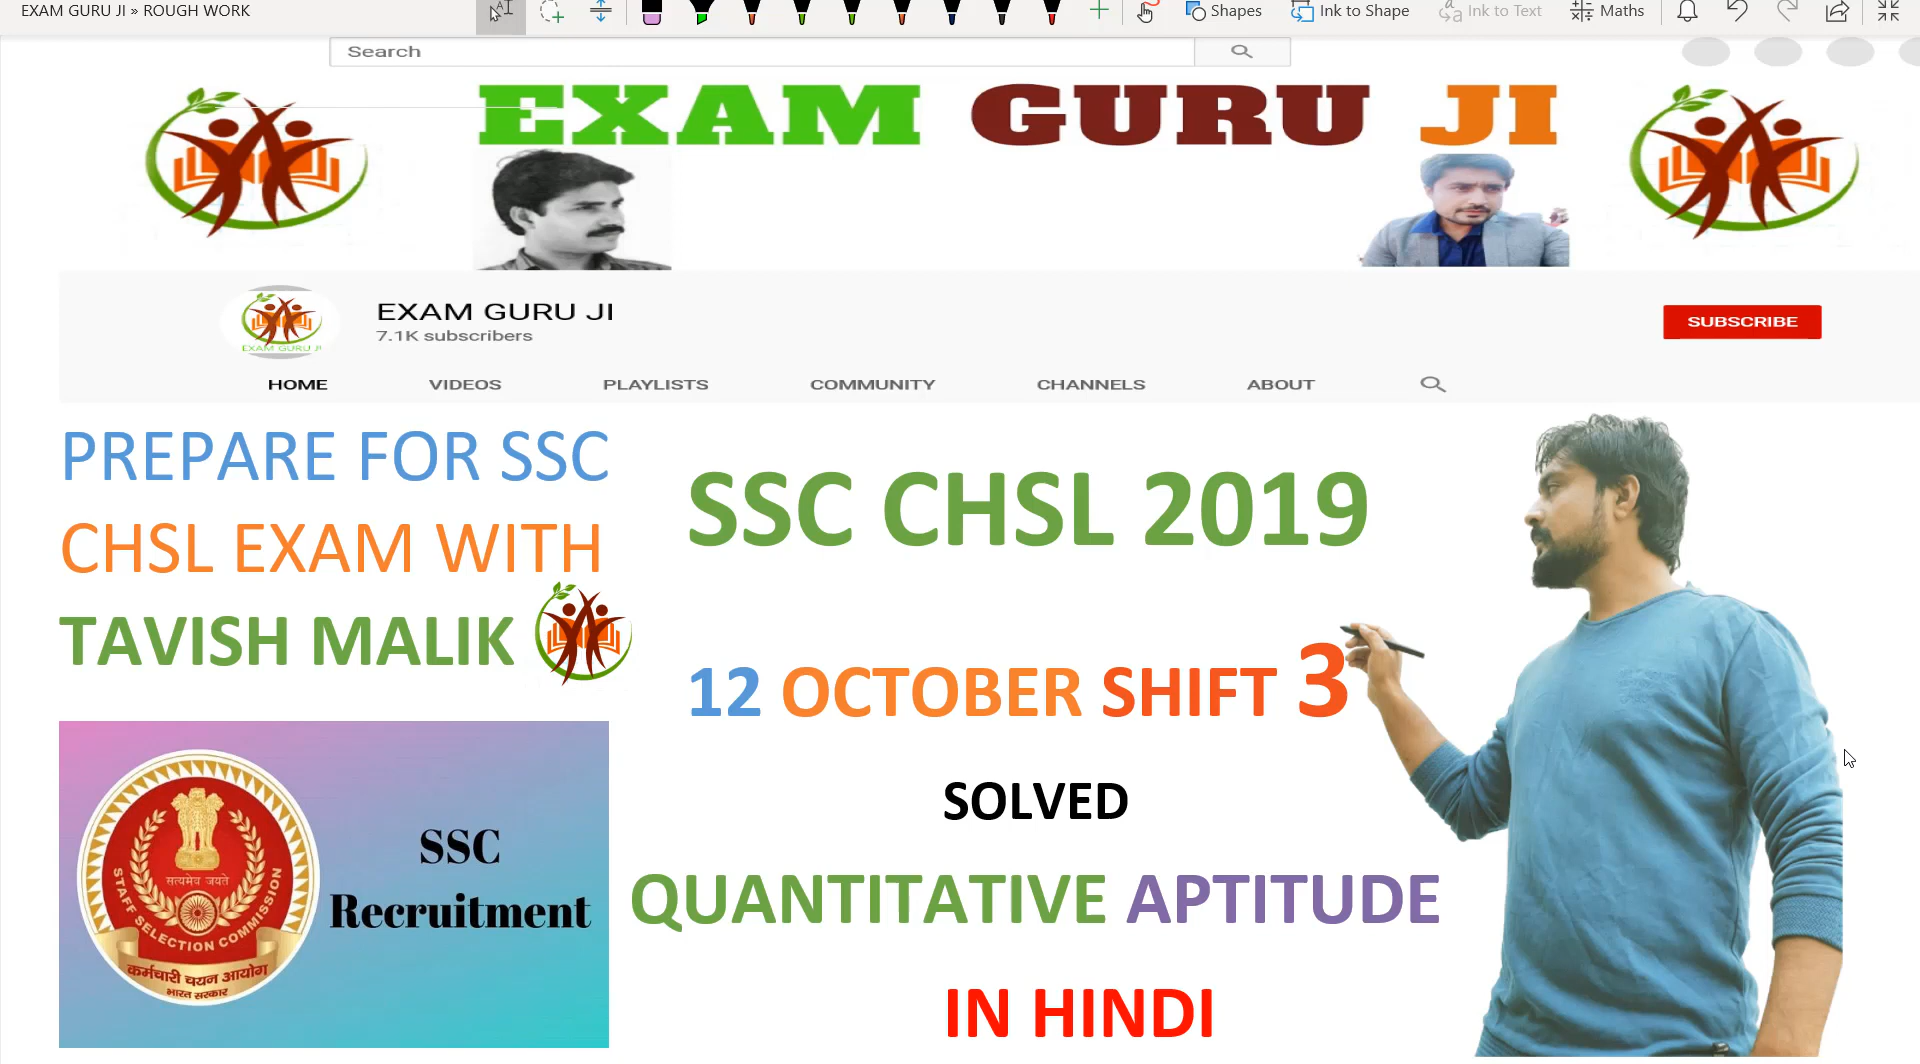 EXAM GURU JI » ROUGH WORK
Shapes
Ink to Shape
Ink to Text
Maths
Search
EXAM GURU JI
EXAM GURU JI
EXAM GURU JI
7.1K subscribers
SUBSCRIBE
HOME VIDEOS PLAYLISTS COMMUNITY CHANNELS ABOUT
PREPARE FOR SSC
CHSL EXAM WITH
TAVISH MALIK
SSC CHSL 2019
12 OCTOBER SHIFT 3
SOLVED
QUANTITATIVE APTITUDE
IN HINDI
सत्यमेव जयते
STAFF SELECTION COMMISSION
कर्मचारी चयन आयोग
भारत सरकार
SSC
Recruitment